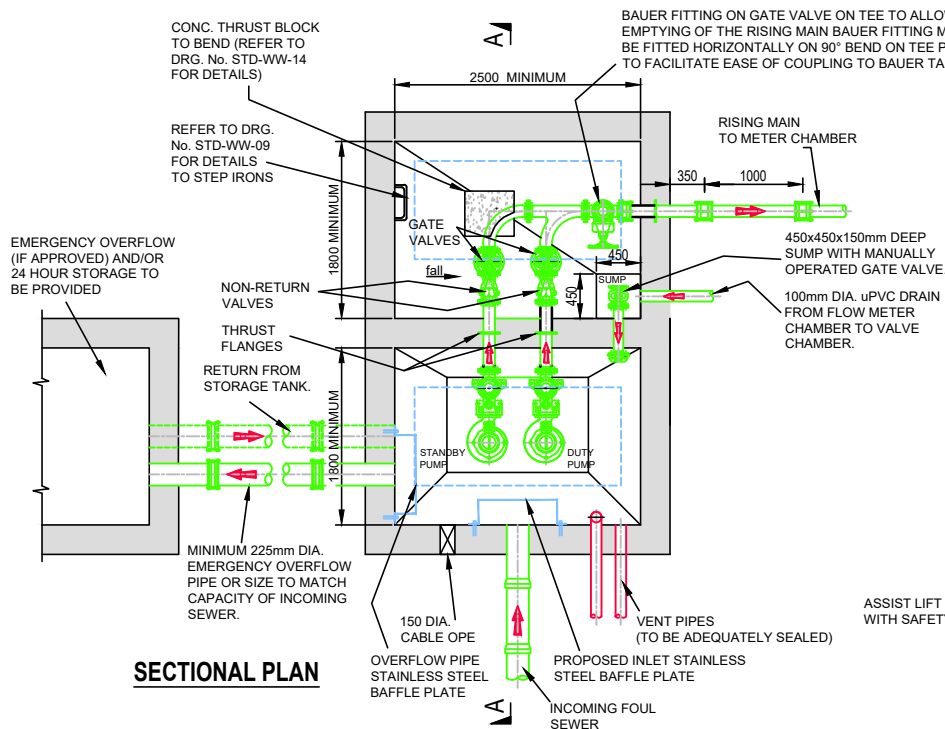 CONC. THRUST BLOCK
TO BEND (REFER TO
DRG. No. STD-WW-14
FOR DETAILS)
A
BAUER FITTING ON GATE VALVE ON TEE TO ALLOW
EMPTYING OF THE RISING MAIN BAUER FITTING M
BE FITTED HORIZONTALLY ON 90° BEND ON TEE P
TO FACILITATE EASE OF COUPLING TO BAUER TA
2500 MINIMUM
REFER TO DRG.
No. STD-WW-09
FOR DETAILS
TO STEP IRONS
RISING MAIN
TO METER CHAMBER
350
1000
1800 MINIMUM
GATE
VALVES
450
EMERGENCY OVERFLOW
(IF APPROVED) AND/OR
24 HOUR STORAGE TO
BE PROVIDED
450x450x150mm DEEP
SUMP WITH MANUALLY
OPERATED GATE VALVE.
fall
SUMP
450
NON-RETURN
VALVES
100mm DIA. uPVC DRAIN
FROM FLOW METER
CHAMBER TO VALVE
CHAMBER.
THRUST
FLANGES
RETURN FROM
STORAGE TANK.
1800 MINIMUM
STANDBY
PUMP
DUTY
PUMP
MINIMUM 225mm DIA.
EMERGENCY OVERFLOW
PIPE OR SIZE TO MATCH
CAPACITY OF INCOMING
SEWER.
150 DIA.
CABLE OPE
VENT PIPES
(TO BE ADEQUATELY SEALED)
ASSIST LIFT
WITH SAFET
OVERFLOW PIPE
STAINLESS STEEL
BAFFLE PLATE
PROPOSED INLET STAINLESS
STEEL BAFFLE PLATE
SECTIONAL PLAN
A
INCOMING FOUL
SEWER